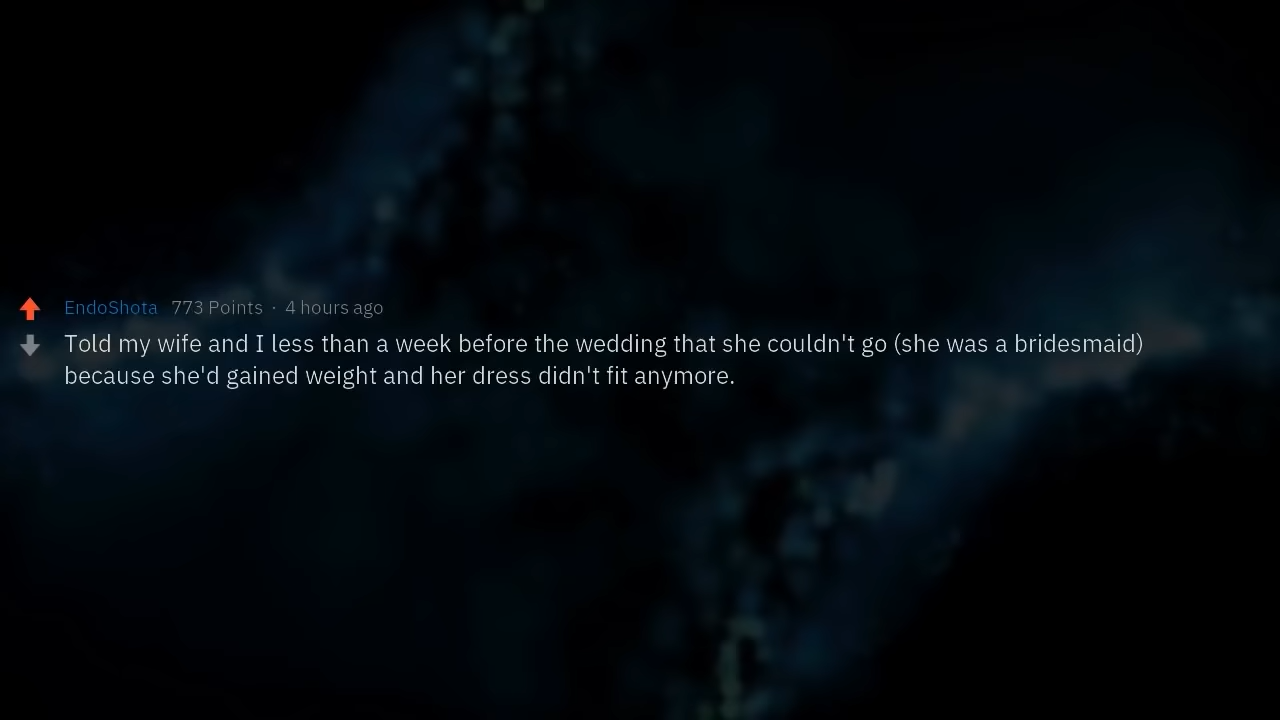 EndoShota 773 Points · 4 hours ago
Told my wife and I less than a week before the wedding that she couldn't go (she was a bridesmaid)
because she'd gained weight and her dress didn't fit anymore.